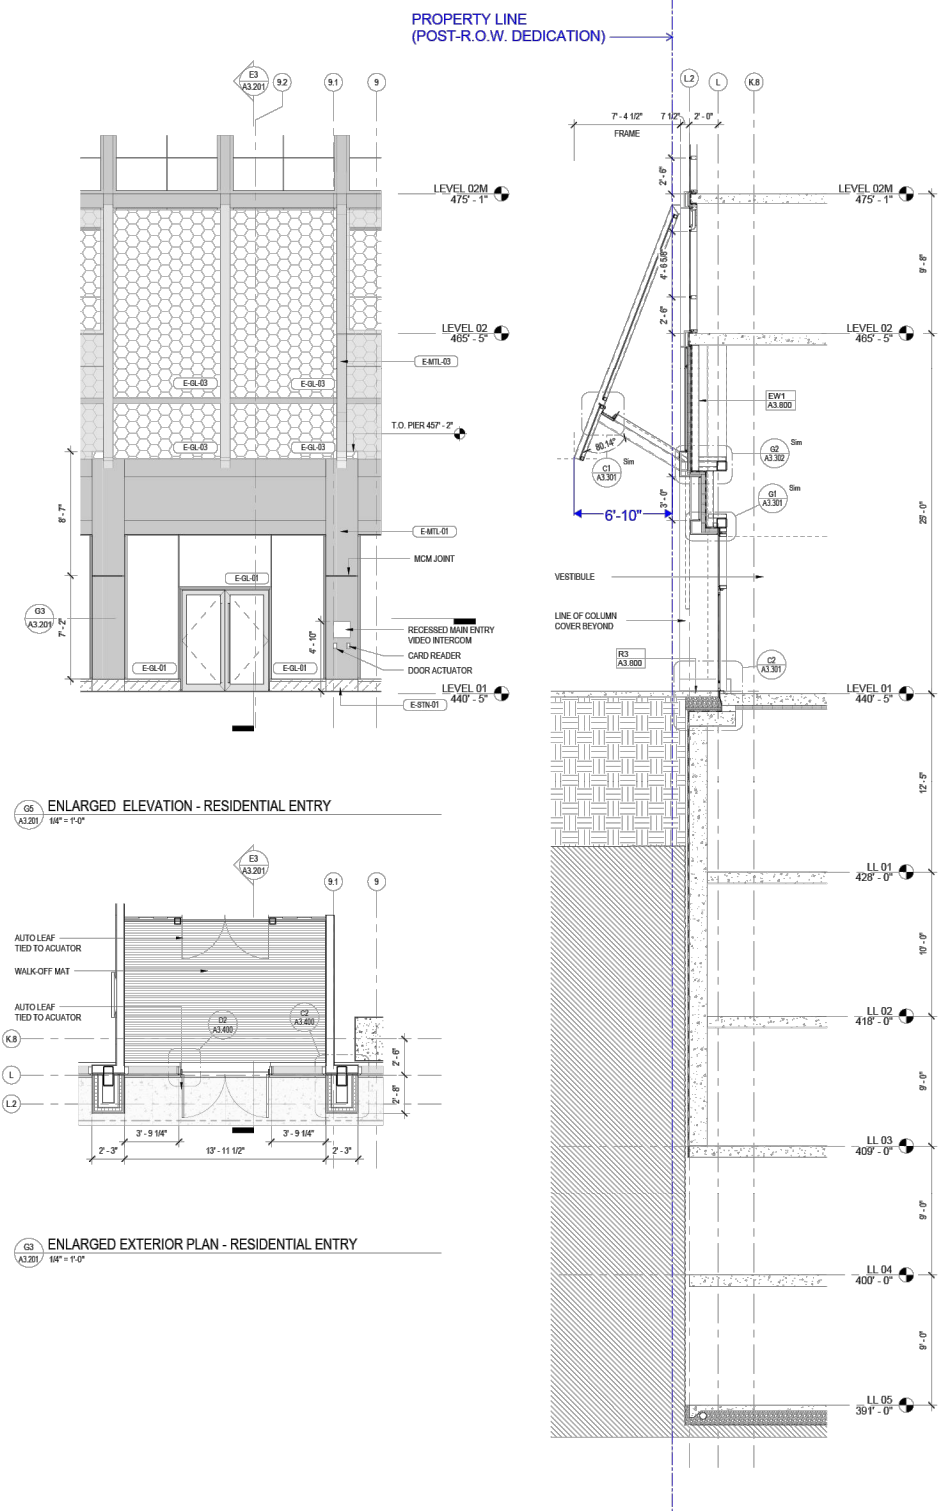 PROPERTY LINE
(POST-R.O.W. DEDICATION)
E3
A3.201
9.2
9.1
9
LEVEL 02M
475' - 1"
LEVEL 02
465' - 5"
E-MTL-03
E-GL-03
E-GL-03
T.O. PIER 457' - 2"
E-GL-03
E-GL-03
8' - 7"
E-MTL-01
MCM JOINT
E-GL-01
G3
A3.201
7' - 2"
4' - 10"
RECESSED MAIN ENTRY
VIDEO INTERCOM
CARD READER
DOOR ACTUATOR
E-GL-01
E-GL-01
LEVEL 01
440' - 5"
E-STN-01
G5
A3.201
ENLARGED ELEVATION - RESIDENTIAL ENTRY
1/4" = 1'-0"
E3
A3.201
9.1
9
AUTO LEAF
TIED TO ACUATOR
WALK-OFF MAT
AUTO LEAF
TIED TO ACUATOR
D2
A3.400
C2
A3.400
K.8
L
L.2
2' - 6"
2' - 8"
3' - 9 1/4"
3' - 9 1/4"
2' - 3"
13' - 11 1/2"
2' - 3"
G3
A3.201
ENLARGED EXTERIOR PLAN - RESIDENTIAL ENTRY
1/4" = 1'-0"
L.2
L
K.8
7' - 4 1/2"
7 1/2"
2' - 0"
FRAME
2' - 6"
LEVEL 02M
475' - 1"
4' - 6 5/8"
9' - 8"
2' - 6"
LEVEL 02
465' - 5"
EW1
A3.800
80.14°
Sim
G2
A3.302
Sim
C1
A3.301
Sim
G1
A3.301
3' - 0"
6'-10"
25' - 0"
VESTIBULE
LINE OF COLUMN
COVER BEYOND
R3
A3.800
C2
A3.301
LEVEL 01
440' - 5"
12' - 5"
LL 01
428' - 0"
10' - 0"
LL 02
418' - 0"
9' - 0"
LL 03
409' - 0"
9' - 0"
LL 04
400' - 0"
9' - 0"
LL 05
391' - 0"